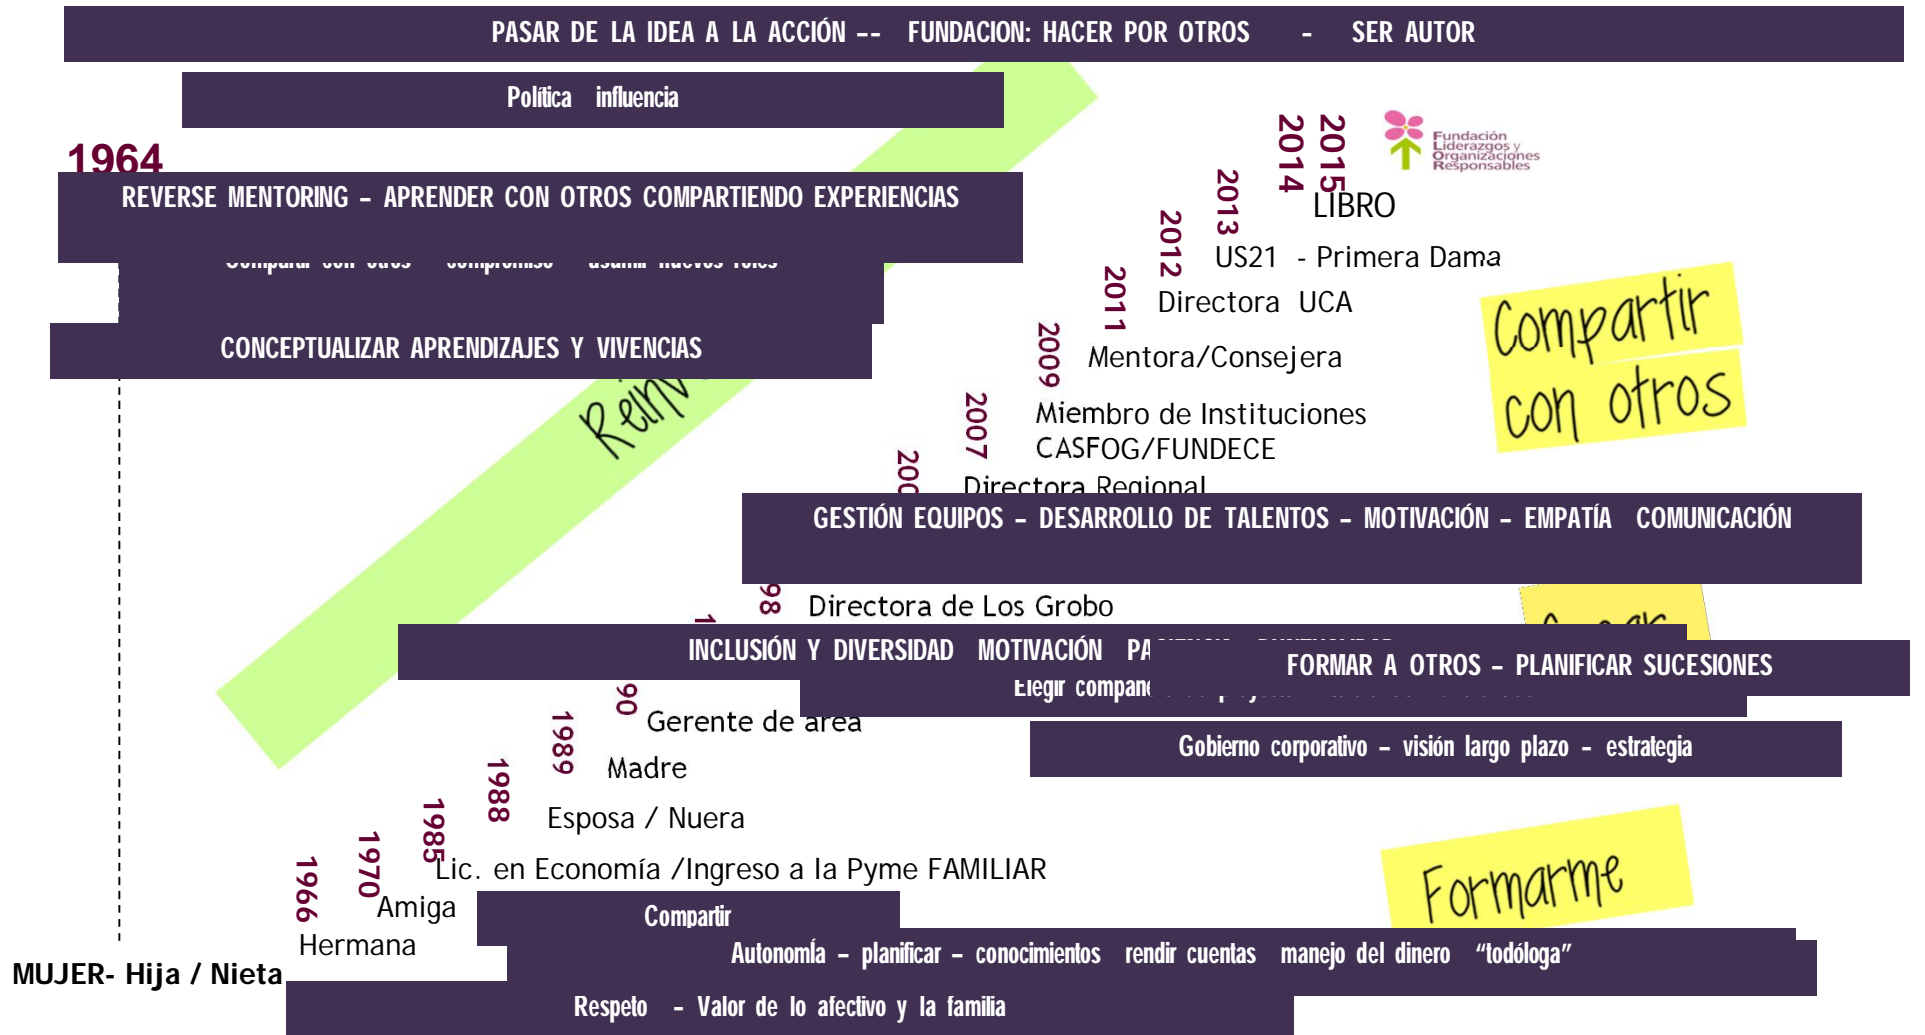 PASAR DE LA IDEA A LA ACCIÓN -- FUNDACION: HACER POR OTROS - SER AUTOR
Política influencia
1964
REVERSE MENTORING – APRENDER CON OTROS COMPARTIENDO EXPERIENCIAS
CONCEPTUALIZAR APRENDIZAJES Y VIVENCIAS
2015
2014
Fundación
Liderazgos y
Organizaciones
Responsables
LIBRO
2013
US21 - Primera Dama
2012
Directora UCA
2011
Mentora/Consejera
2009
Miembro de Instituciones
CASFOG/FUNDECE
2007
Directora Regional
Compartir
con otros
GESTIÓN EQUIPOS – DESARROLLO DE TALENTOS – MOTIVACIÓN – EMPATÍA COMUNICACIÓN
98
Directora de Los Grobo
INCLUSIÓN Y DIVERSIDAD MOTIVACIÓN
FORMAR A OTROS – PLANIFICAR SUCESIONES
Elegir
90
Gerente de área
Gobierno corporativo – visión largo plazo – estrategia
1989
Madre
1988
Esposa / Nuera
1985
Lic. en Economía /Ingreso a la Pyme FAMILIAR
Formarme
1970
Amiga
Compartir
1966
Hermana
Autonomía – planificar – conocimientos rendir cuentas manejo del dinero “todóloga”
MUJER- Hija / Nieta
Respeto – Valor de lo afectivo y la familia